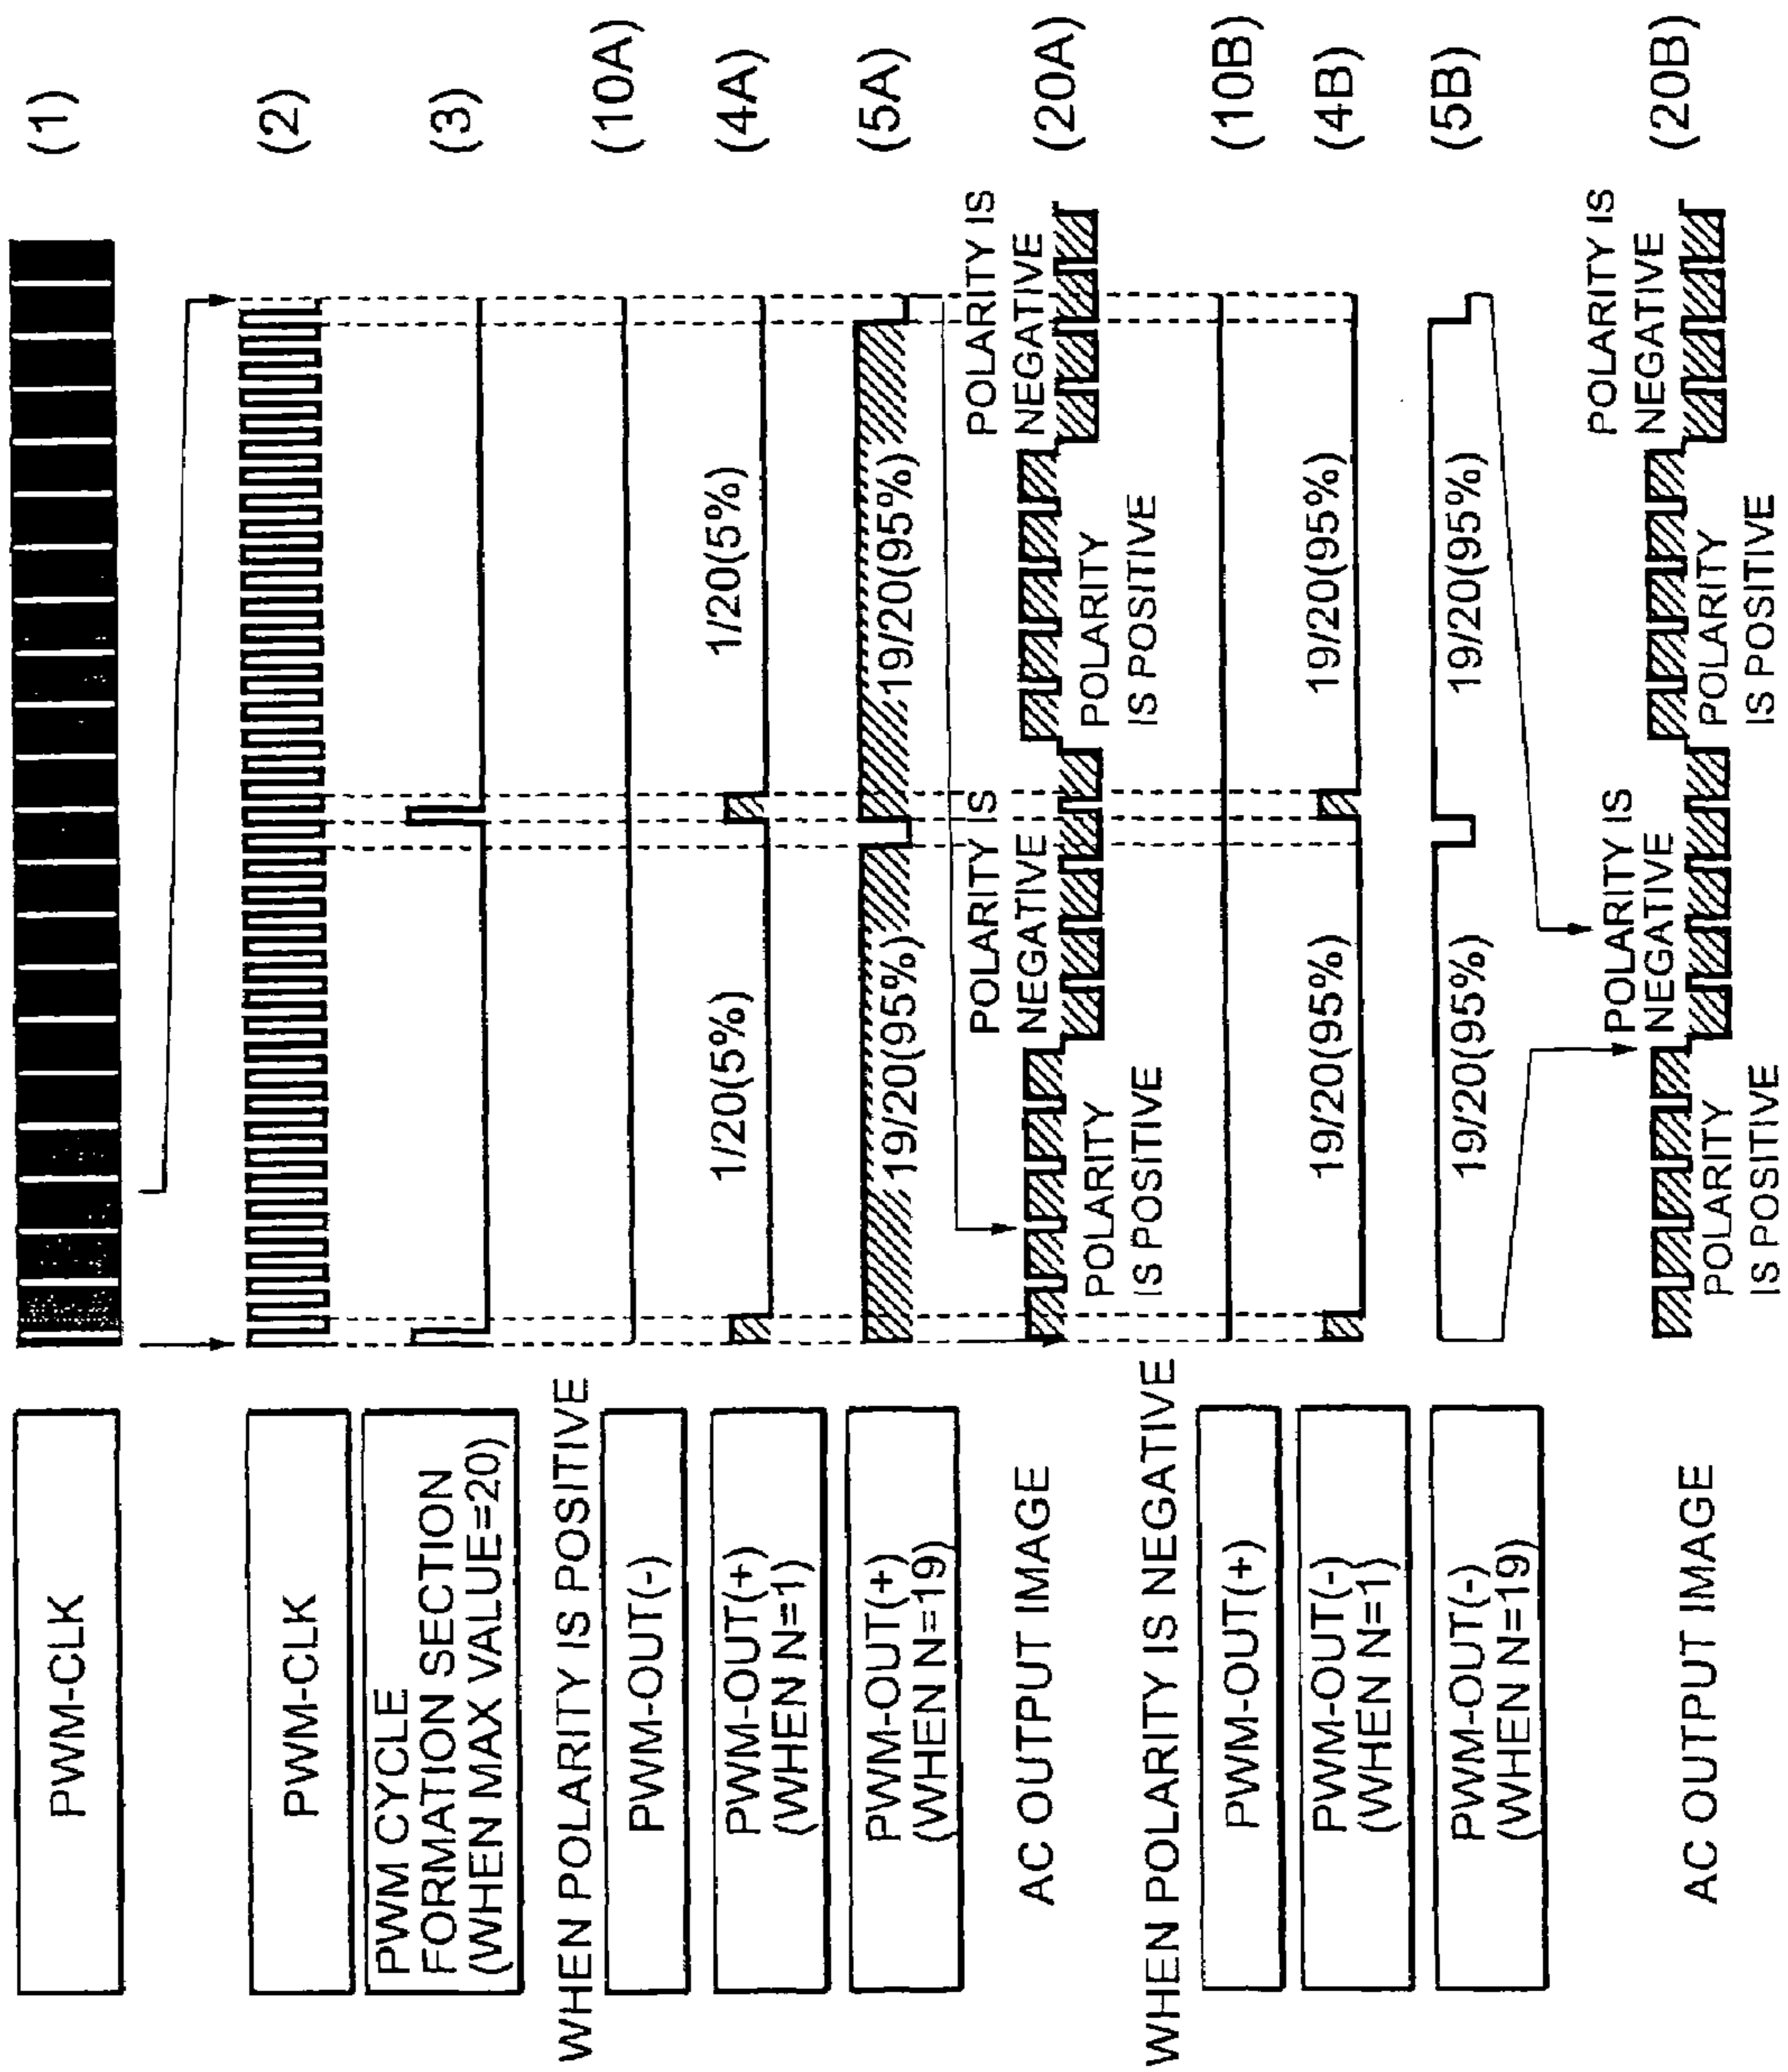 PWM-CLK
(1)
PWM-CLK
(2)
PWM CYCLE
FORMATION SECTION
(WHEN MAX VALUE=20)
(3)
WHEN POLARITY IS POSITIVE
PWM-OUT(-)
(10A)
PWM-OUT(+)
(WHEN N=1)
1/20(5%)
1/20(5%)
(4A)
PWM-OUT(+)
(WHEN N=19)
19/20(95%)
19/20(95%)
(5A)
AC OUTPUT IMAGE
POLARITY
IS POSITIVE
POLARITY IS
NEGATIVE
POLARITY
IS POSITIVE
POLARITY IS
NEGATIVE
(20A)
WHEN POLARITY IS NEGATIVE
PWM-OUT(+)
(10B)
PWM-OUT(-)
(WHEN N=1)
19/20(95%)
19/20(95%)
(4B)
PWM-OUT(-)
(WHEN N=19)
19/20(95%)
19/20(95%)
(5B)
AC OUTPUT IMAGE
POLARITY
IS POSITIVE
POLARITY IS
NEGATIVE
POLARITY
IS POSITIVE
POLARITY IS
NEGATIVE
(20B)